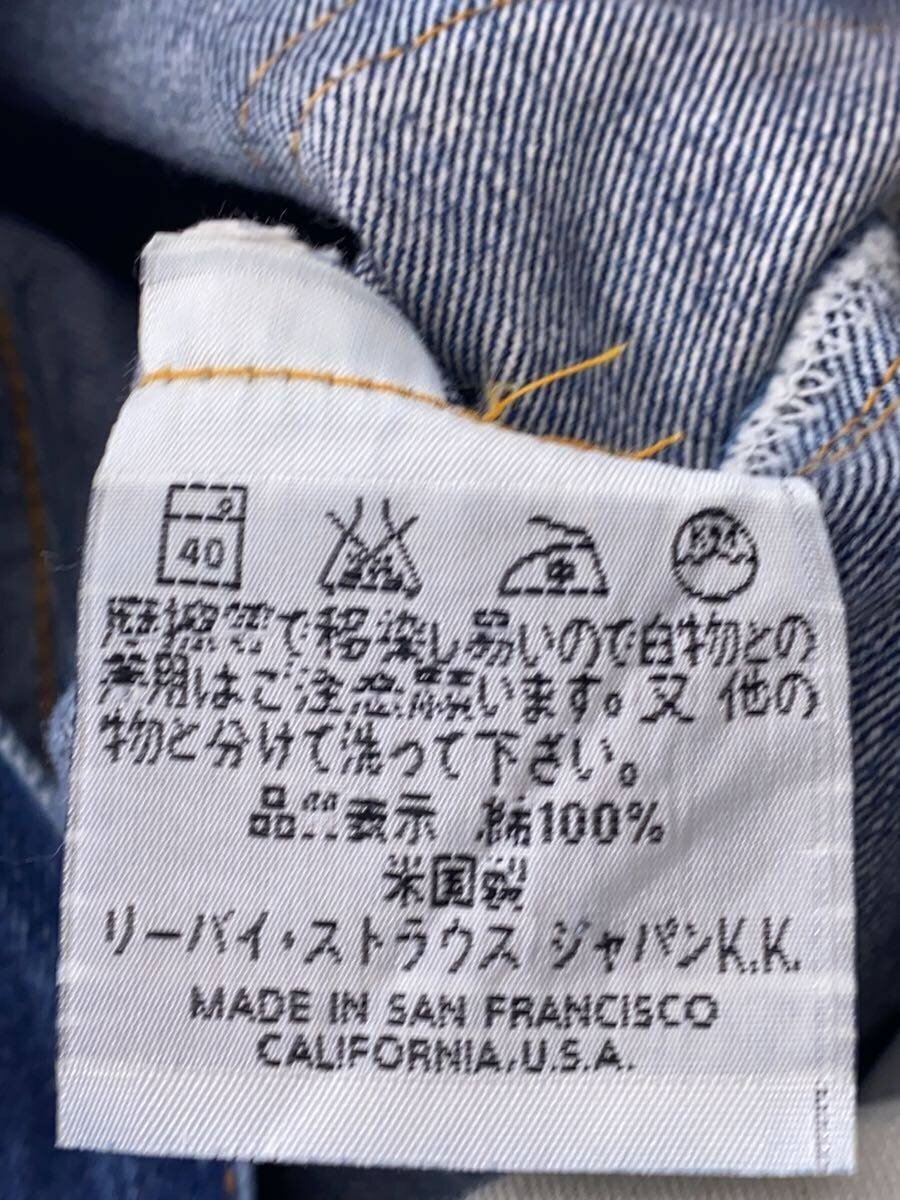 40 中
摩擦等で移染し易いので白物との
着用はご注意願います。又 他の
物と分けて洗って下さい。
品質表示 綿100%
米国製
リーバイ・ストラウス ジャパンK.K.
MADE IN SAN FRANCISCO
CALIFORNIA,U.S.A.